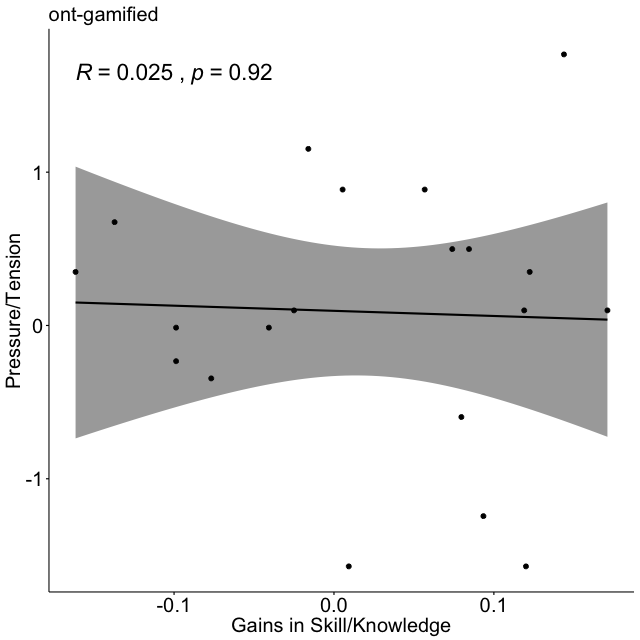 ont-gamified
R = 0.025 , p = 0.92
1
0
-1
Pressure/Tension
-0.1
0.0
0.1
Gains in Skill/Knowledge